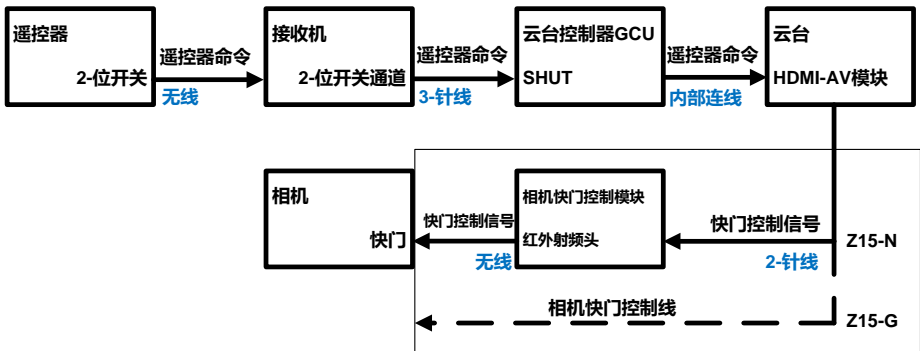 遥控器
2-位开关
遥控器命令
无线
接收机
2-位开关通道
遥控器命令
3-针线
云台控制器GCU
SHUT
遥控器命令
内部连线
云台
HDMI-AV模块
相机
快门
快门控制信号
无线
相机快门控制模块
红外射频头
快门控制信号
2-针线
Z15-N
相机快门控制线
Z15-G